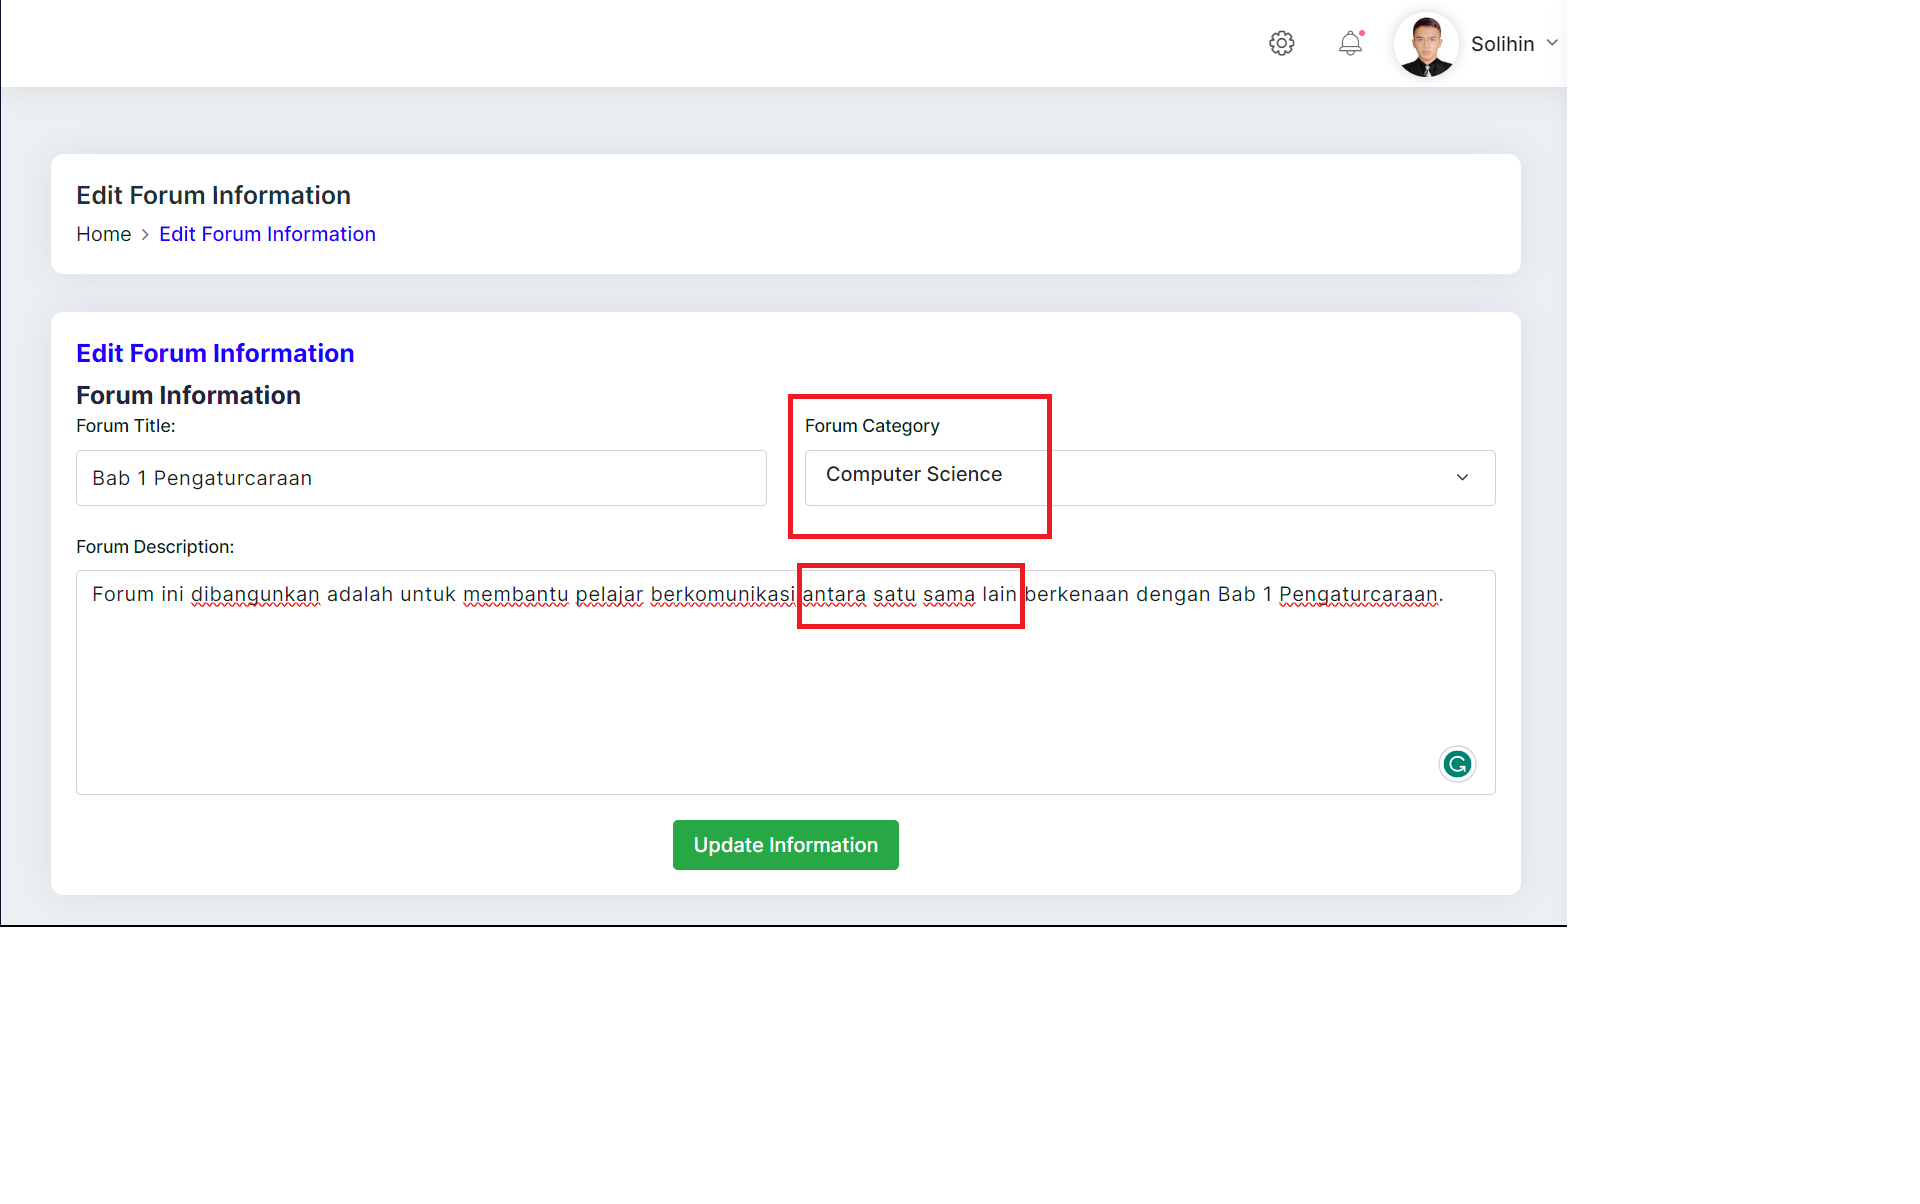 Solihin
Edit Forum Information
Home > Edit Forum Information
Edit Forum Information
Forum Information
Forum Title:
Forum Category
Bab 1 Pengaturcaraan
Computer Science
Forum Description:
Forum ini dibangunkan adalah untuk membantu pelajar berkomunikasi antara satu sama lain berkenaan dengan Bab 1 Pengaturcaraan.
Update Information